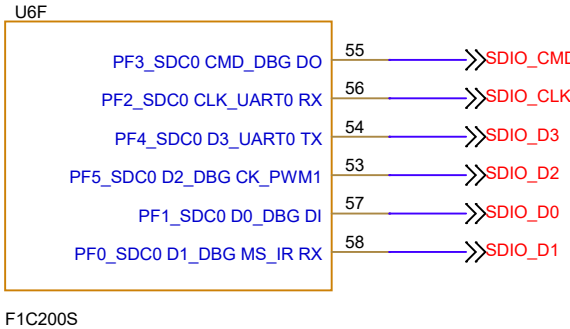 U6F
PF3_SDC0 CMD_DBG DO 55 SDIO_CMD
PF2_SDC0 CLK_UART0 RX 56 SDIO_CLK
PF4_SDC0 D3_UART0 TX 54 SDIO_D3
PF5_SDC0 D2_DBG CK_PWM1 53 SDIO_D2
PF1_SDC0 D0_DBG DI 57 SDIO_D0
PF0_SDC0 D1_DBG MS_IR RX 58 SDIO_D1
F1C200S